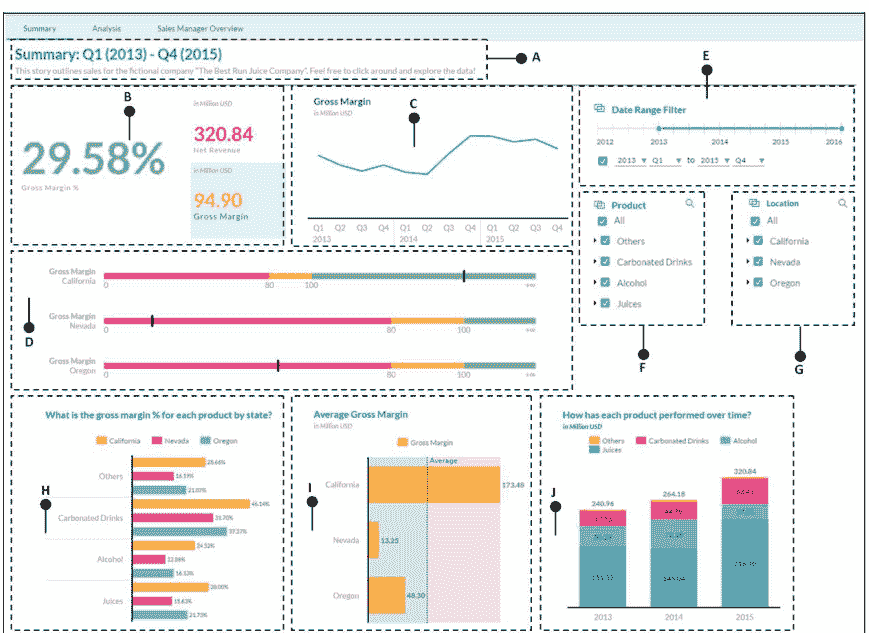 Summary Analysis Sales Manager Overview
Summary: Q1 (2013) - Q4 (2015)
This story outlines sales for the fictional company "The Best Run Juice Company". Feel free to click around and explore the data!
A
B
29.58%
Gross Margin %
in Million USD
320.84
Net Revenue
in Million USD
94.90
Gross Margin
C
Gross Margin
in Million USD
Q1 Q2 Q3 Q4 Q1 Q2 Q3 Q4 Q1 Q2 Q3 Q4
2013 2014 2015
E
Date Range Filter
2012 2013 2014 2015 2016
2013 Q1 to 2015 Q4
Product
All
Others
Carbonated Drinks
Alcohol
Juices
F
Location
All
California
Nevada
Oregon
G
D
Gross Margin
California
0 80 100 +∞
Gross Margin
Nevada
0 80 100 +∞
Gross Margin
Oregon
0 80 100 +∞
H
What is the gross margin % for each product by state?
California Nevada Oregon
Others
Carbonated Drinks
46.14%
31.70%
37.27%
Alcohol
Juices
I
Average Gross Margin
in Million USD
Gross Margin
Average
California 173.48
Nevada 13.25
Oregon 48.30
J
How has each product performed over time?
in Million USD
Others Carbonated Drinks Alcohol
Juices
240.96 264.18 320.84
2013 2014 2015